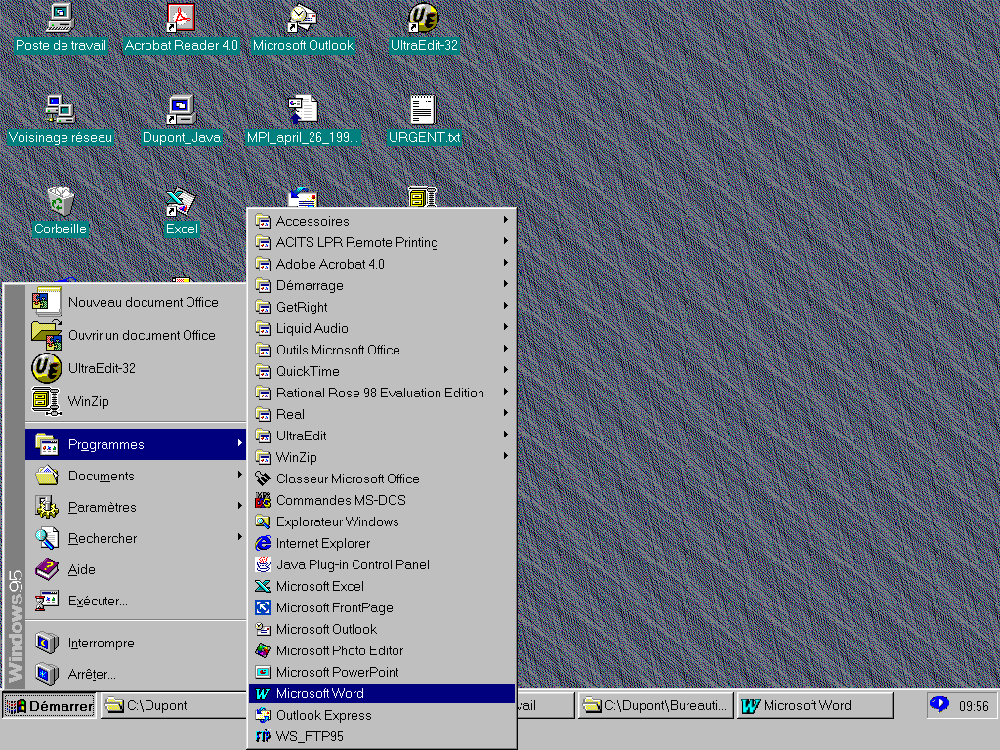 Poste de travail
Acrobat Reader 4.0
Microsoft Outlook
UltraEdit-32
Voisinage réseau
Dupont_Java
MPI_april_26_199...
URGENT.txt
Corbeille
Excel
Nouveau document Office
Ouvrir un document Office
UltraEdit-32
WinZip
Programmes
Documents
Paramètres
Rechercher
Aide
Exécuter...
Interrompre
Arrêter...
Windows95
Accessoires
ACITS LPR Remote Printing
Adobe Acrobat 4.0
Démarrage
GetRight
Liquid Audio
Outils Microsoft Office
QuickTime
Rational Rose 98 Evaluation Edition
Real
UltraEdit
WinZip
Classeur Microsoft Office
Commandes MS-DOS
Explorateur Windows
Internet Explorer
Java Plug-in Control Panel
Microsoft Excel
Microsoft FrontPage
Microsoft Outlook
Microsoft Photo Editor
Microsoft PowerPoint
Microsoft Word
Outlook Express
WS_FTP95
Démarrer
C:\Dupont
vail
C:\Dupont\Bureauti...
Microsoft Word
09:56